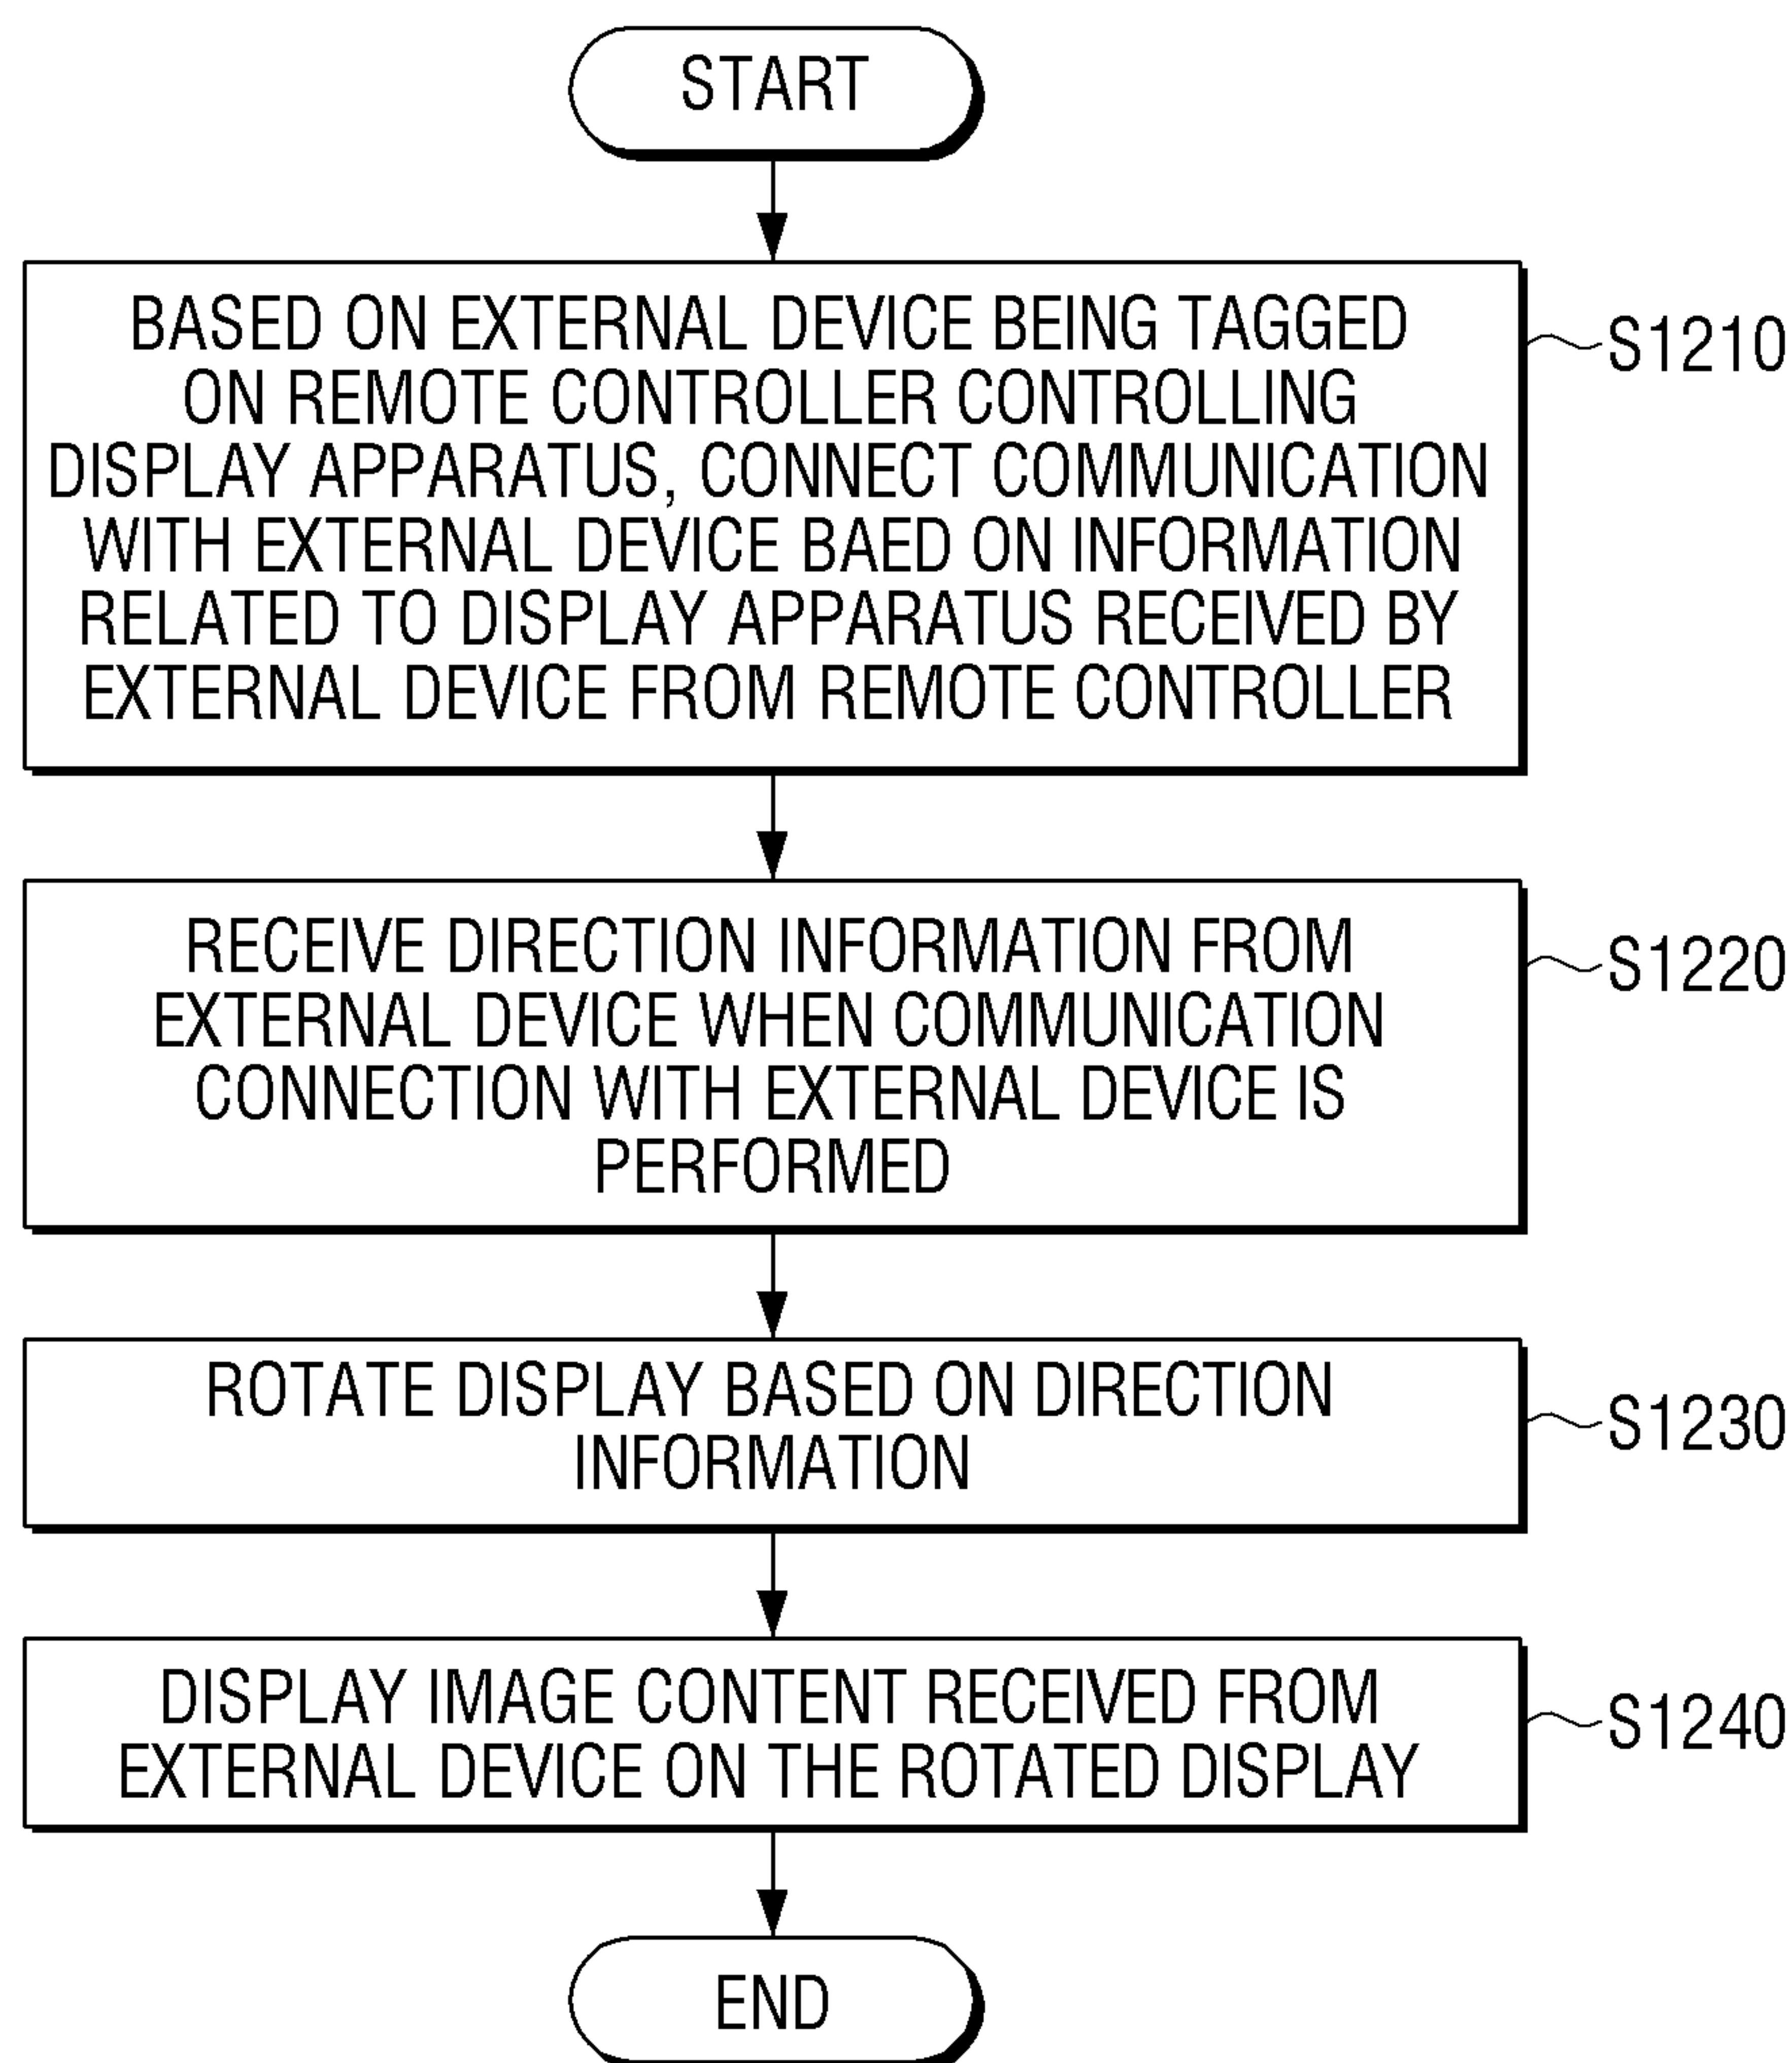 START
BASED ON EXTERNAL DEVICE BEING TAGGED
ON REMOTE CONTROLLER CONTROLLING
DISPLAY APPARATUS, CONNECT COMMUNICATION
WITH EXTERNAL DEVICE BAED ON INFORMATION
RELATED TO DISPLAY APPARATUS RECEIVED BY
EXTERNAL DEVICE FROM REMOTE CONTROLLER
S1210
RECEIVE DIRECTION INFORMATION FROM
EXTERNAL DEVICE WHEN COMMUNICATION
CONNECTION WITH EXTERNAL DEVICE IS
PERFORMED
S1220
ROTATE DISPLAY BASED ON DIRECTION
INFORMATION
S1230
DISPLAY IMAGE CONTENT RECEIVED FROM
EXTERNAL DEVICE ON THE ROTATED DISPLAY
S1240
END